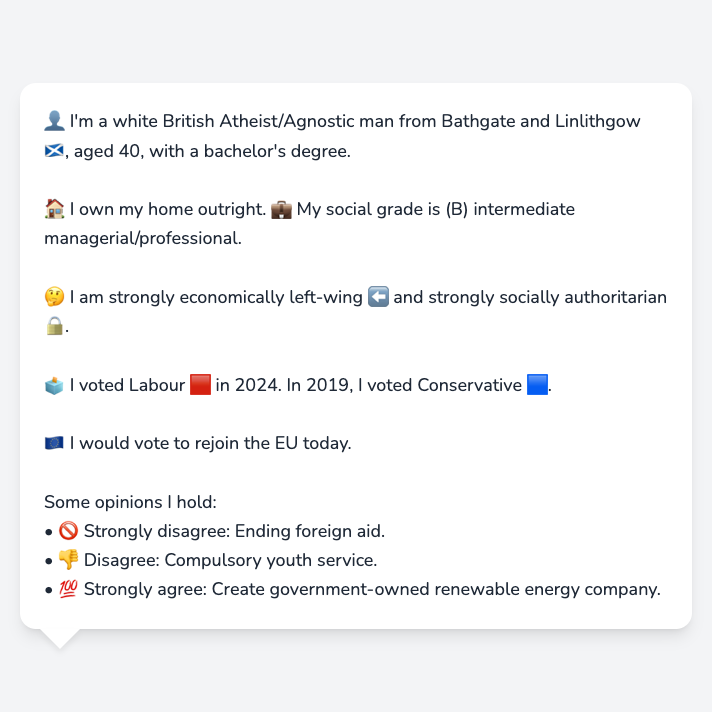 👤 I'm a white British Atheist/Agnostic man from Bathgate and Linlithgow
🏴󠁧󠁢󠁳󠁣󠁴󠁿, aged 40, with a bachelor's degree.
🏠 I own my home outright. 💼 My social grade is (B) intermediate
managerial/professional.
🤔 I am strongly economically left-wing ⬅️ and strongly socially authoritarian
🔒.
🗳️ I voted Labour 🟥 in 2024. In 2019, I voted Conservative 🟦.
🇪🇺 I would vote to rejoin the EU today.
Some opinions I hold:
• 🚫 Strongly disagree: Ending foreign aid.
• 👎 Disagree: Compulsory youth service.
• 💯 Strongly agree: Create government-owned renewable energy company.